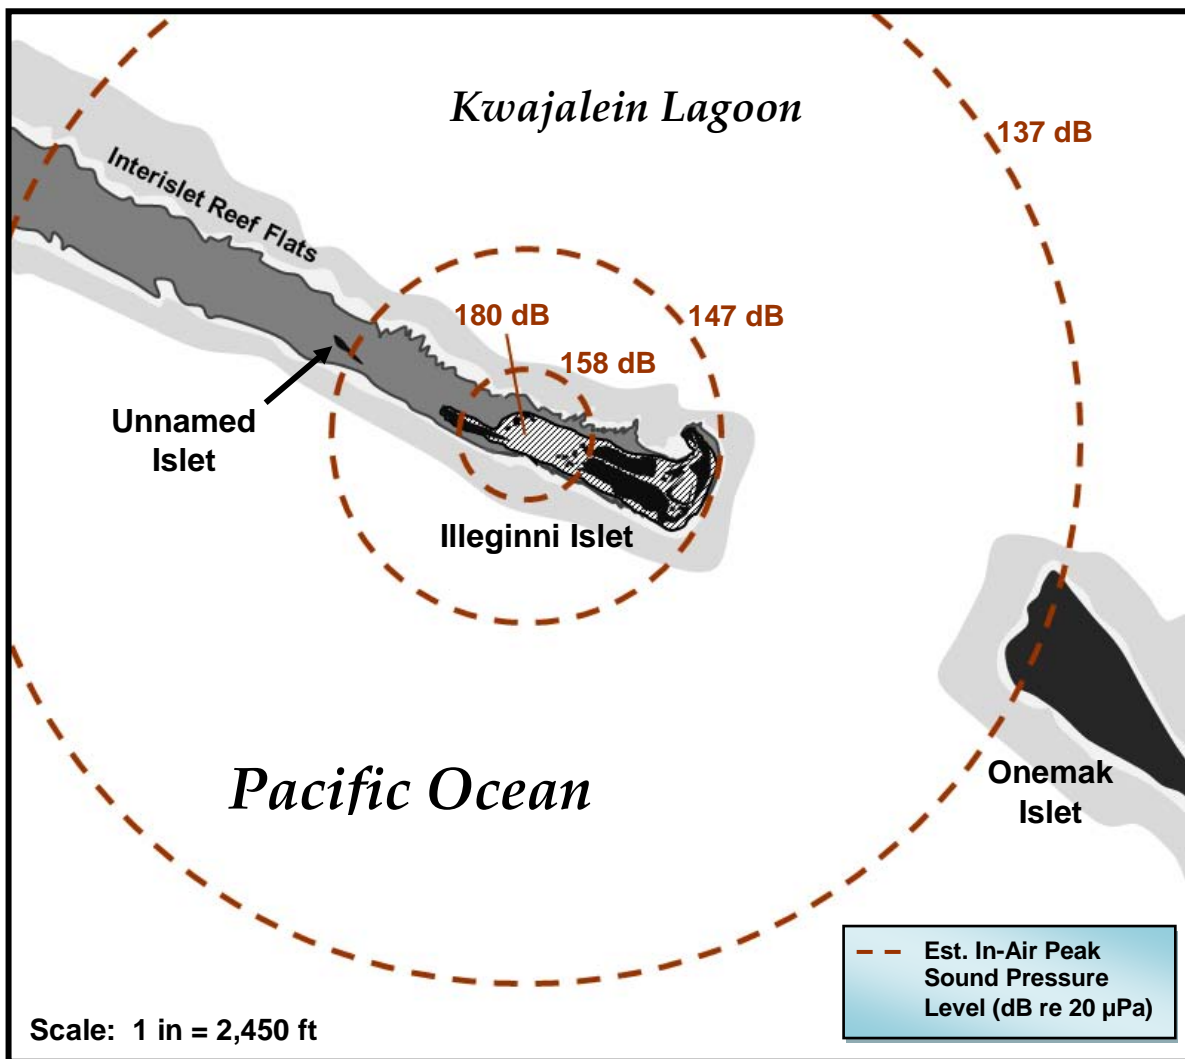 Kwajalein Lagoon
137 dB
Interislet Reef Flats
180 dB
147 dB
158 dB
Unnamed
Islet
Illeginni Islet
Pacific Ocean
Onemak
Islet
Est. In-Air Peak
Sound Pressure
Level (dB re 20 µPa)
Scale: 1 in = 2,450 ft